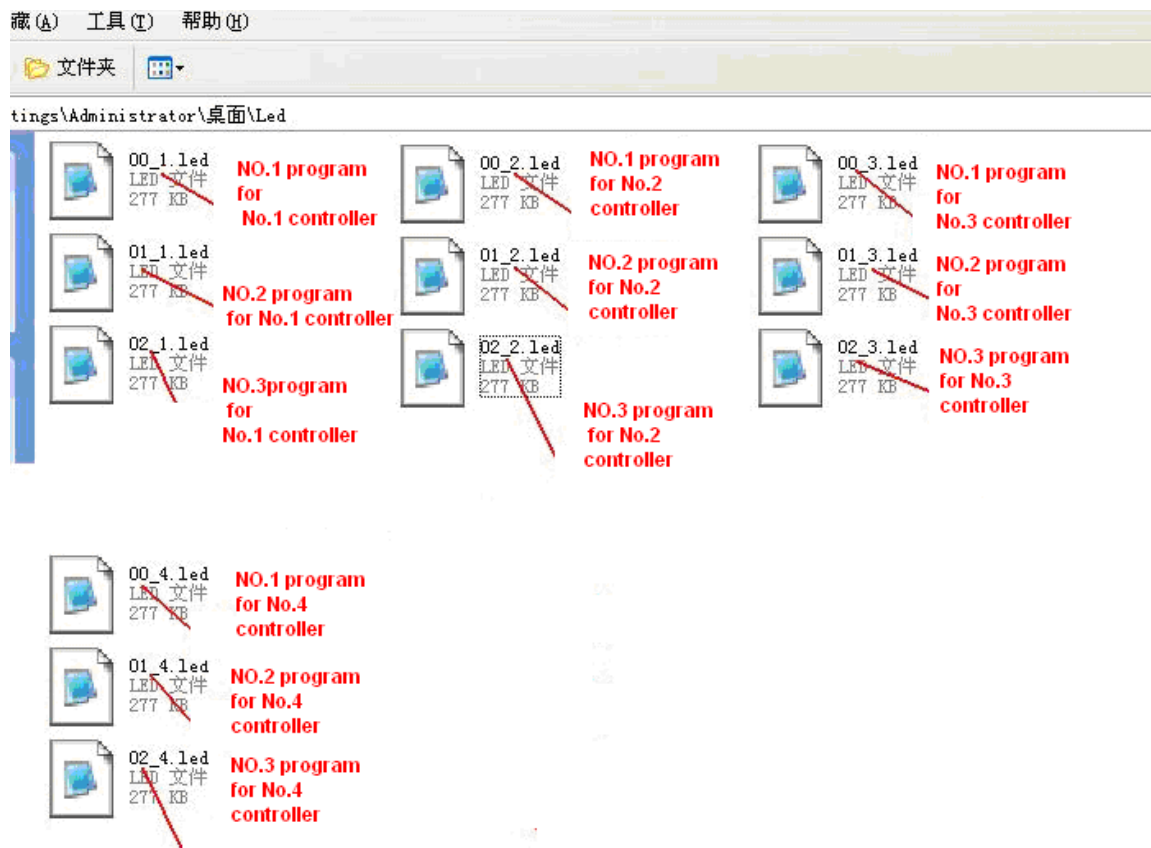 藏(A) 工具(T) 帮助(H)
文件夹
tings\Administrator\桌面\Led
00_1.led
LED 文件
277 KB
NO.1 program
for
No.1 controller
00_2.led
LED 文件
277 KB
NO.1 program
for No.2
controller
00_3.led
LED 文件
277 KB
NO.1 program
for
No.3 controller
01_1.led
LED 文件
277 KB
NO.2 program
for No.1 controller
01_2.led
LED 文件
277 KB
NO.2 program
for No.2
controller
01_3.led
LED 文件
277 KB
NO.2 program
for
No.3 controller
02_1.led
LED 文件
277 KB
NO.3program
for
No.1 controller
02_2.led
LED 文件
277 KB
NO.3 program
for No.2
controller
02_3.led
LED 文件
277 KB
NO.3 program
for No.3
controller
00_4.led
LED 文件
277 KB
NO.1 program
for No.4
controller
01_4.led
LED 文件
277 KB
NO.2 program
for No.4
controller
02_4.led
LED 文件
277 KB
NO.3 program
for No.4
controller